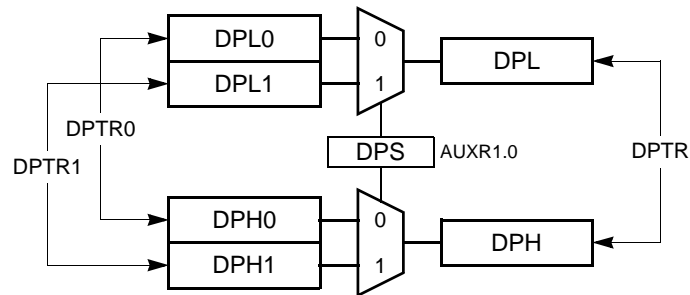 DPL0
0
DPL
DPL1
1
DPTR0
DPTR1
DPS
AUXR1.0
DPTR
DPH0
0
DPH
DPH1
1